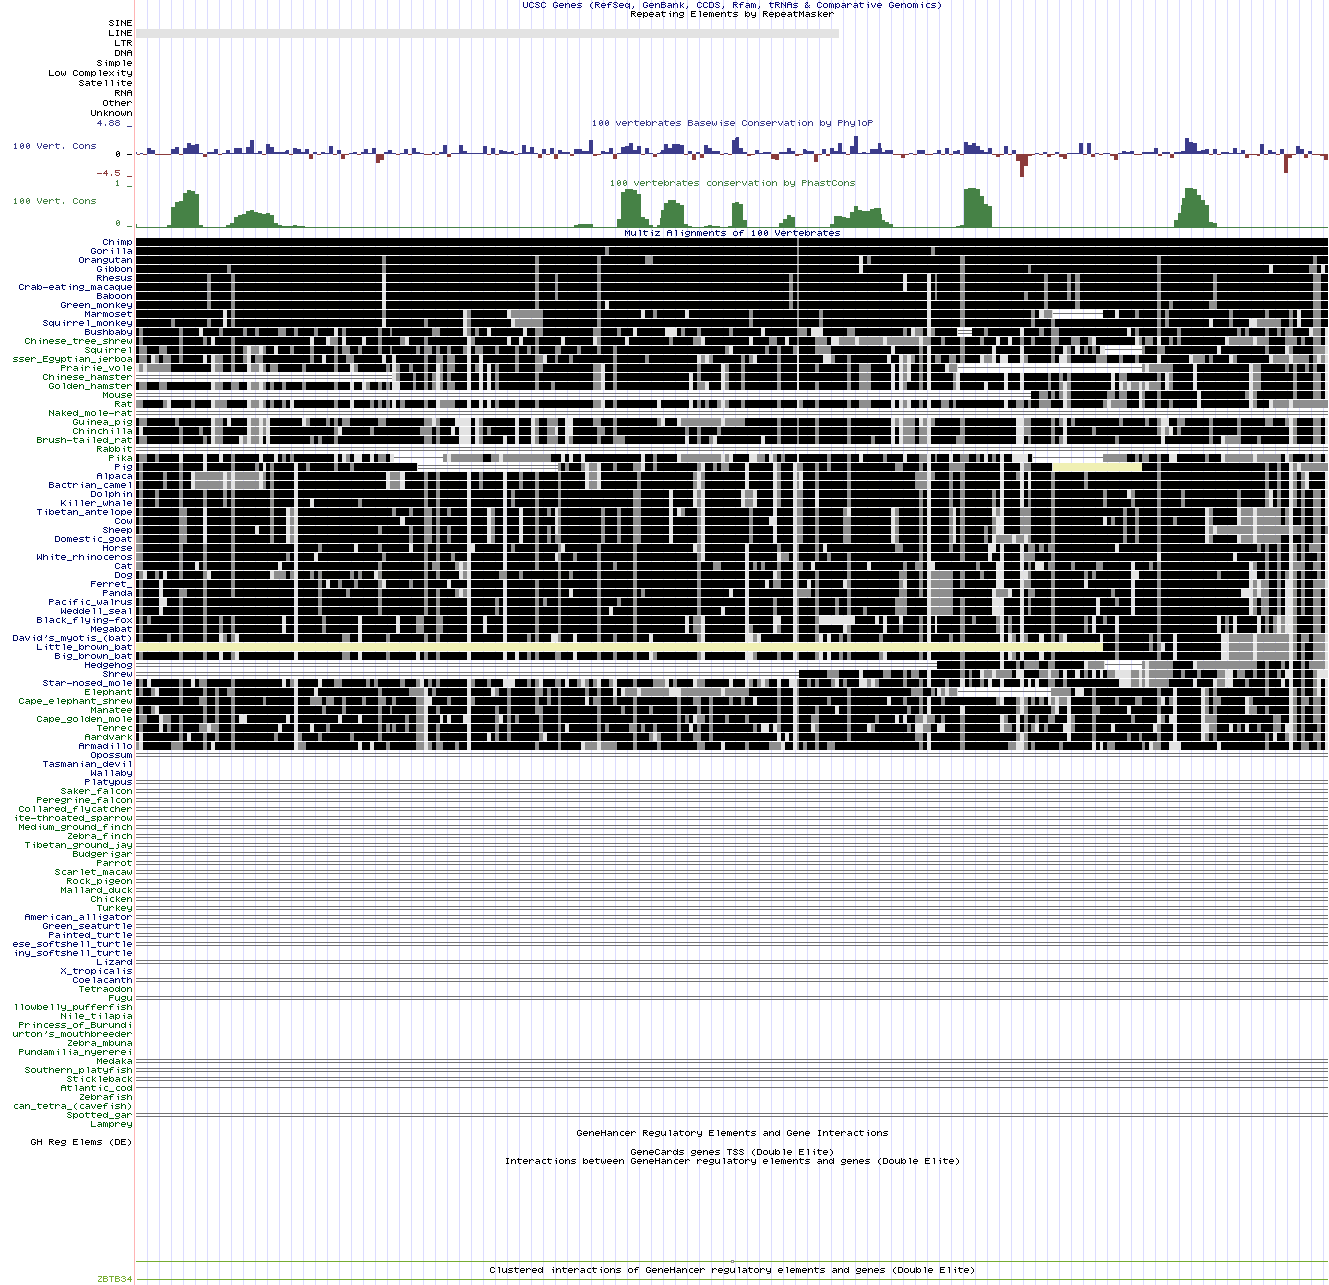 UCSC Genes (RefSeq, GenBank, CCDS, Rfam, tRNAs & Comparative Genomics)
Repeating Elements by RepeatMasker
SINE
LINE
LTR
DNA
Simple
Low Complexity
Satellite
RNA
Other
Unknown
4.88 _
100 vertebrates Basewise Conservation by PhyloP
100 Vert. Cons
0 _
-4.5 _
100 vertebrates conservation by PhastCons
1 _
100 Vert. Cons
0 _
Multiz Alignments of 100 Vertebrates
Chimp
Gorilla
Orangutan
Gibbon
Rhesus
Crab-eating_macaque
Baboon
Green_monkey
Marmoset
Squirrel_monkey
Bushbaby
Chinese_tree_shrew
Squirrel
sser_Egyptian_jerboa
Prairie_vole
Chinese_hamster
Golden_hamster
Mouse
Rat
Naked_mole-rat
Guinea_pig
Chinchilla
Brush-tailed_rat
Rabbit
Pika
Pig
Alpaca
Bactrian_camel
Dolphin
Killer_whale
Tibetan_antelope
Cow
Sheep
Domestic_goat
Horse
White_rhinoceros
Cat
Dog
Ferret_
Panda
Pacific_walrus
Weddell_seal
Black_flying-fox
Megabat
David's_myotis_(bat)
Little_brown_bat
Big_brown_bat
Hedgehog
Shrew
Star-nosed_mole
Elephant
Cape_elephant_shrew
Manatee
Cape_golden_mole
Tenrec
Aardvark
Armadillo
Opossum
Tasmanian_devil
Wallaby
Platypus
Saker_falcon
Peregrine_falcon
Collared_flycatcher
ite-throated_sparrow
Medium_ground_finch
Zebra_finch
Tibetan_ground_jay
Budgerigar
Parrot
Scarlet_macaw
Rock_pigeon
Mallard_duck
Chicken
Turkey
American_alligator
Green_seaturtle
Painted_turtle
ese_softshell_turtle
iny_softshell_turtle
Lizard
X_tropicalis
Coelacanth
Tetraodon
Fugu
llowbelly_pufferfish
Nile_tilapia
Princess_of_Burundi
urton's_mouthbreeder
Zebra_mbuna
Pundamilia_nyererei
Medaka
Southern_platyfish
Stickleback
Atlantic_cod
Zebrafish
can_tetra_(cavefish)
Spotted_gar
Lamprey
GeneHancer Regulatory Elements and Gene Interactions
GH Reg Elems (DE)
GeneCards genes TSS (Double Elite)
Interactions between GeneHancer regulatory elements and genes (Double Elite)
Clustered interactions of GeneHancer regulatory elements and genes (Double Elite)
ZBTB34